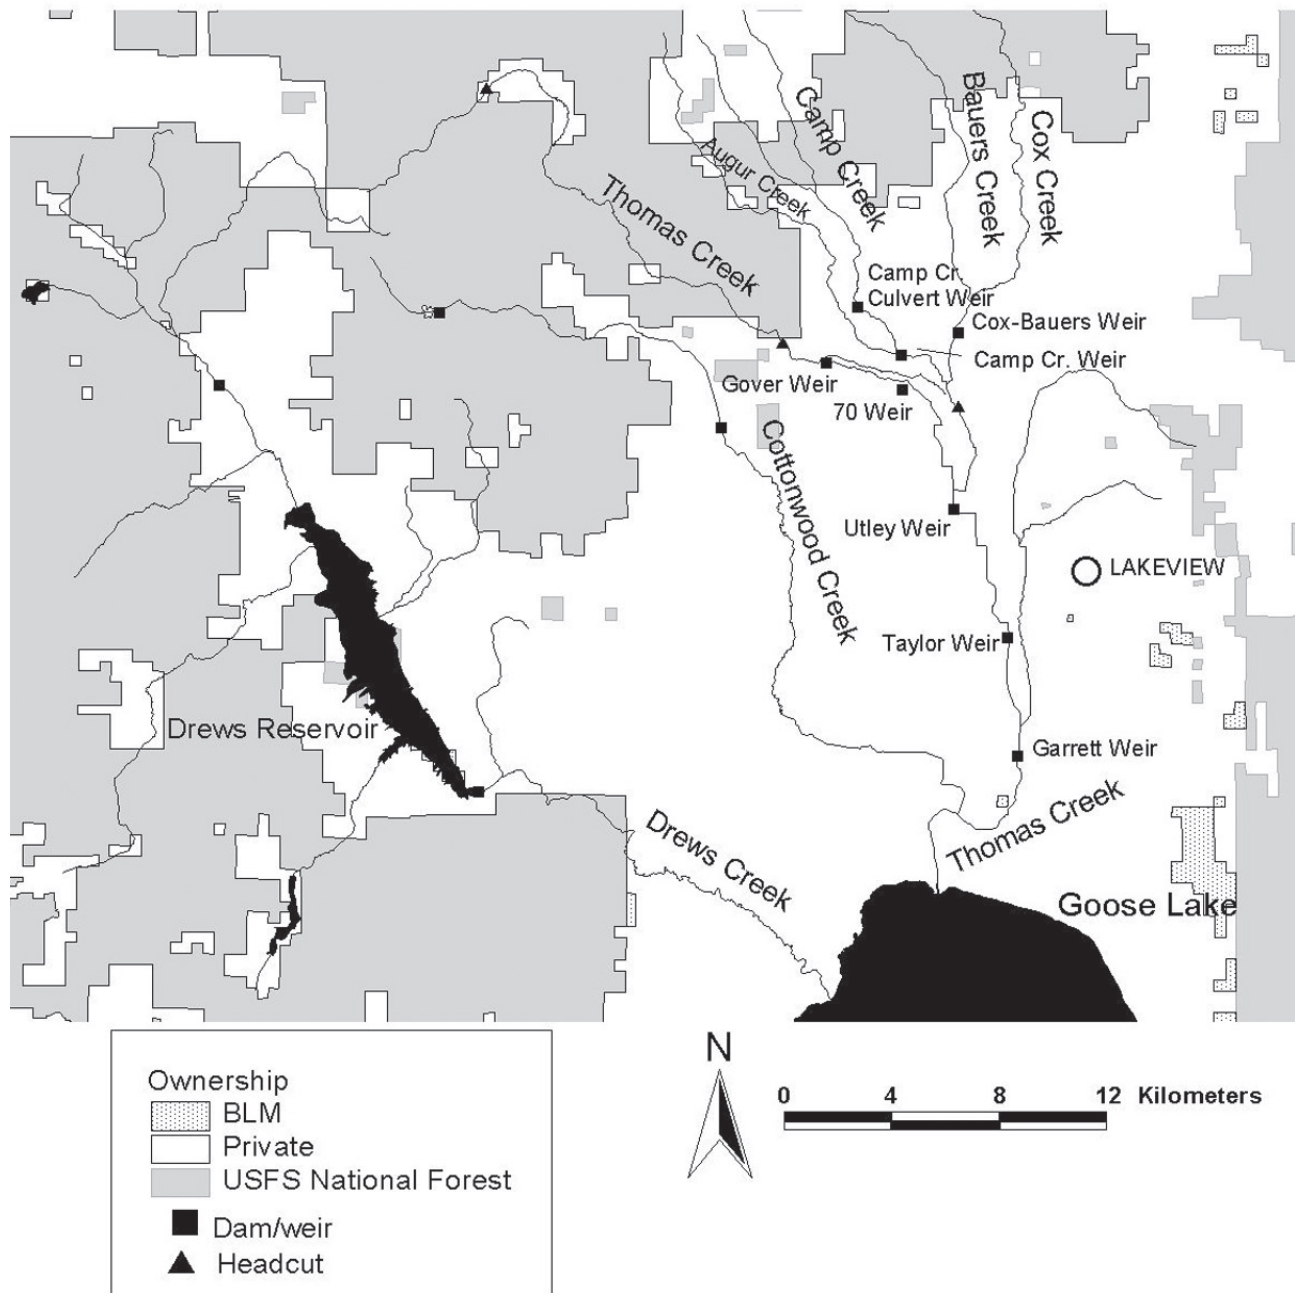 Bauers Creek
Camp Creek
Cox Creek
Augur Creek
Thomas Creek
Camp Cr.
Culvert Weir
Cox-Bauers Weir
Camp Cr. Weir
Gover Weir
70 Weir
Cottonwood Creek
Utley Weir
LAKEVIEW
Taylor Weir
Drews Reservoir
Garrett Weir
Thomas Creek
Drews Creek
Goose Lake
N
Ownership
BLM
Private
USFS National Forest
Dam/weir
Headcut
0 4 8 12 Kilometers